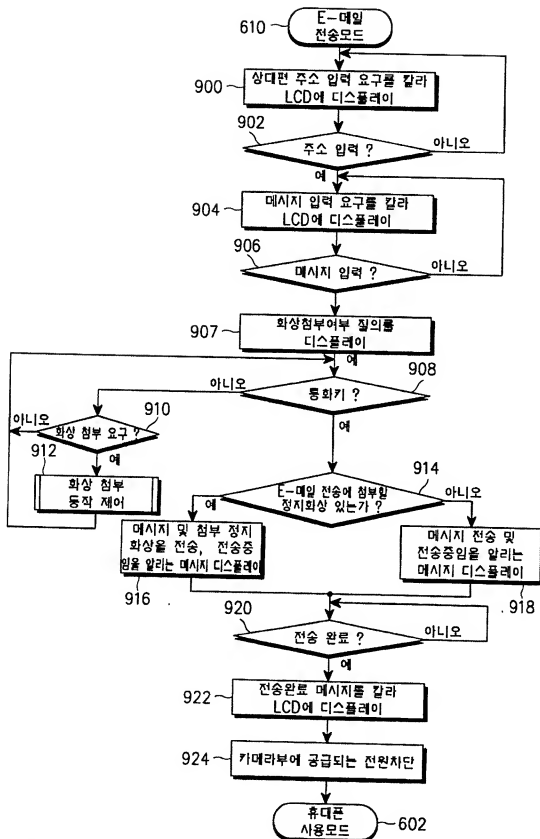 E-메일
전송모드
610
900
상대편 주소 입력 요구를 칼라
LCD에 디스플레이
902
주소 입력 ?
아니오
예
904
메시지 입력 요구를 칼라
LCD에 디스플레이
906
메시지 입력 ?
아니오
907
화상첨부여부 질의를
디스플레이
예
908
통화키 ?
아니오
예
910
화상 첨부 요구 ?
아니오
예
912
화상 첨부
동작 제어
914
E-메일 전송에 첨부할
정지화상 있는가 ?
예
아니오
메시지 및 첨부 정지
화상을 전송, 전송중
임을 알리는 메시지 디스플레이
916
메시지 전송 및
전송중임을 알리는
메시지 디스플레이
918
920
전송 완료 ?
아니오
예
922
전송완료 메시지를 칼라
LCD에 디스플레이
924
카메라부에 공급되는 전원차단
휴대폰
사용모드
602